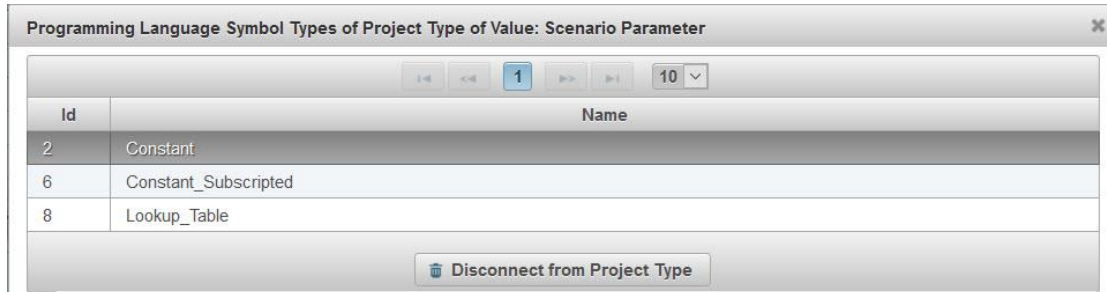 Programming Language Symbol Types of Project Type of Value: Scenario Parameter
1 10
Id Name
2 Constant
6 Constant_Subscripted
8 Lookup_Table
Disconnect from Project Type